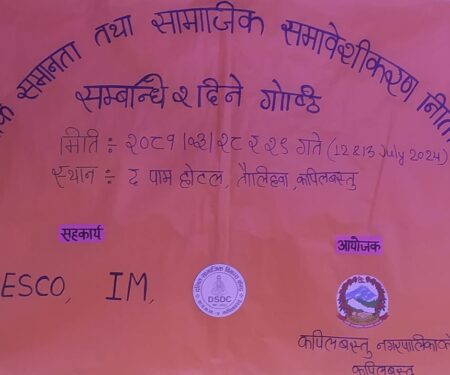 क समानता तथा सामाजिक समावेशीकरण नीति
सम्बन्धि २ दिने गोष्ठि
मिति ÷ २०८१।०३।२८ र २९ गते (12 & 13 July 2024)
स्थान ÷ द पाम होटल, तौलिहवा, कपिलबस्तु
सहकार्य
आयोजक
ESCO, IM,
DSDC
कपिलबस्तु नगरपालिकाको
कपिलबस्तु